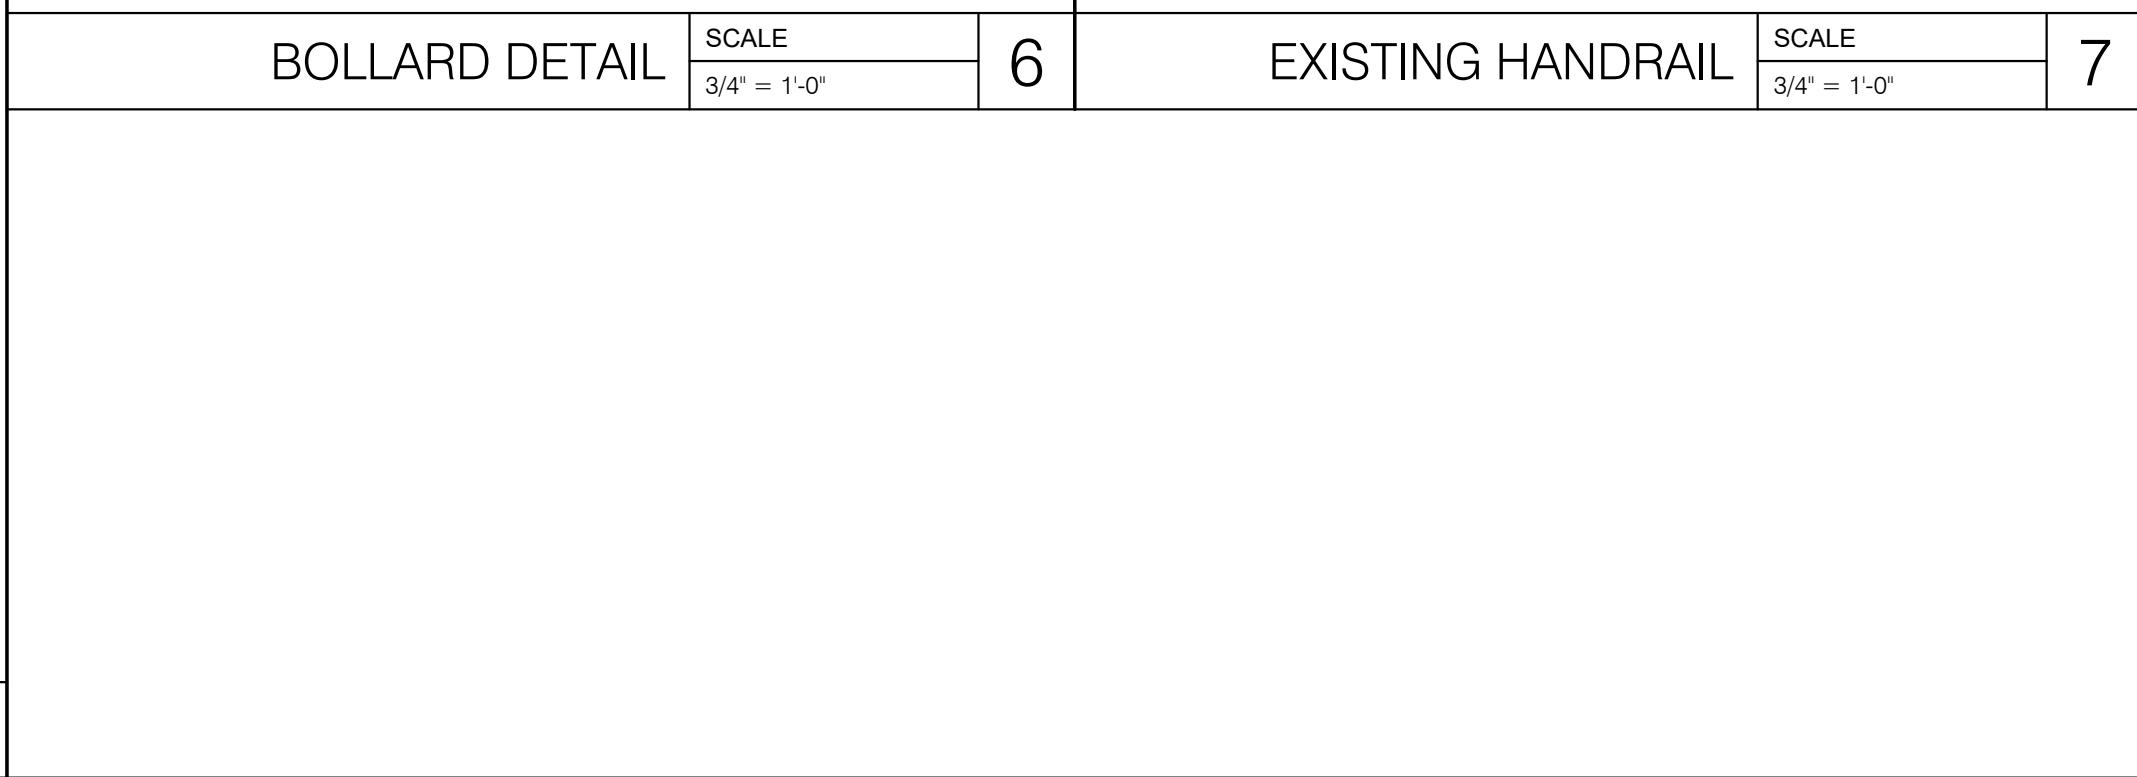 BOLLARD DETAIL
SCALE
3/4" = 1'-0"
6
EXISTING HANDRAIL
SCALE
3/4" = 1'-0"
7